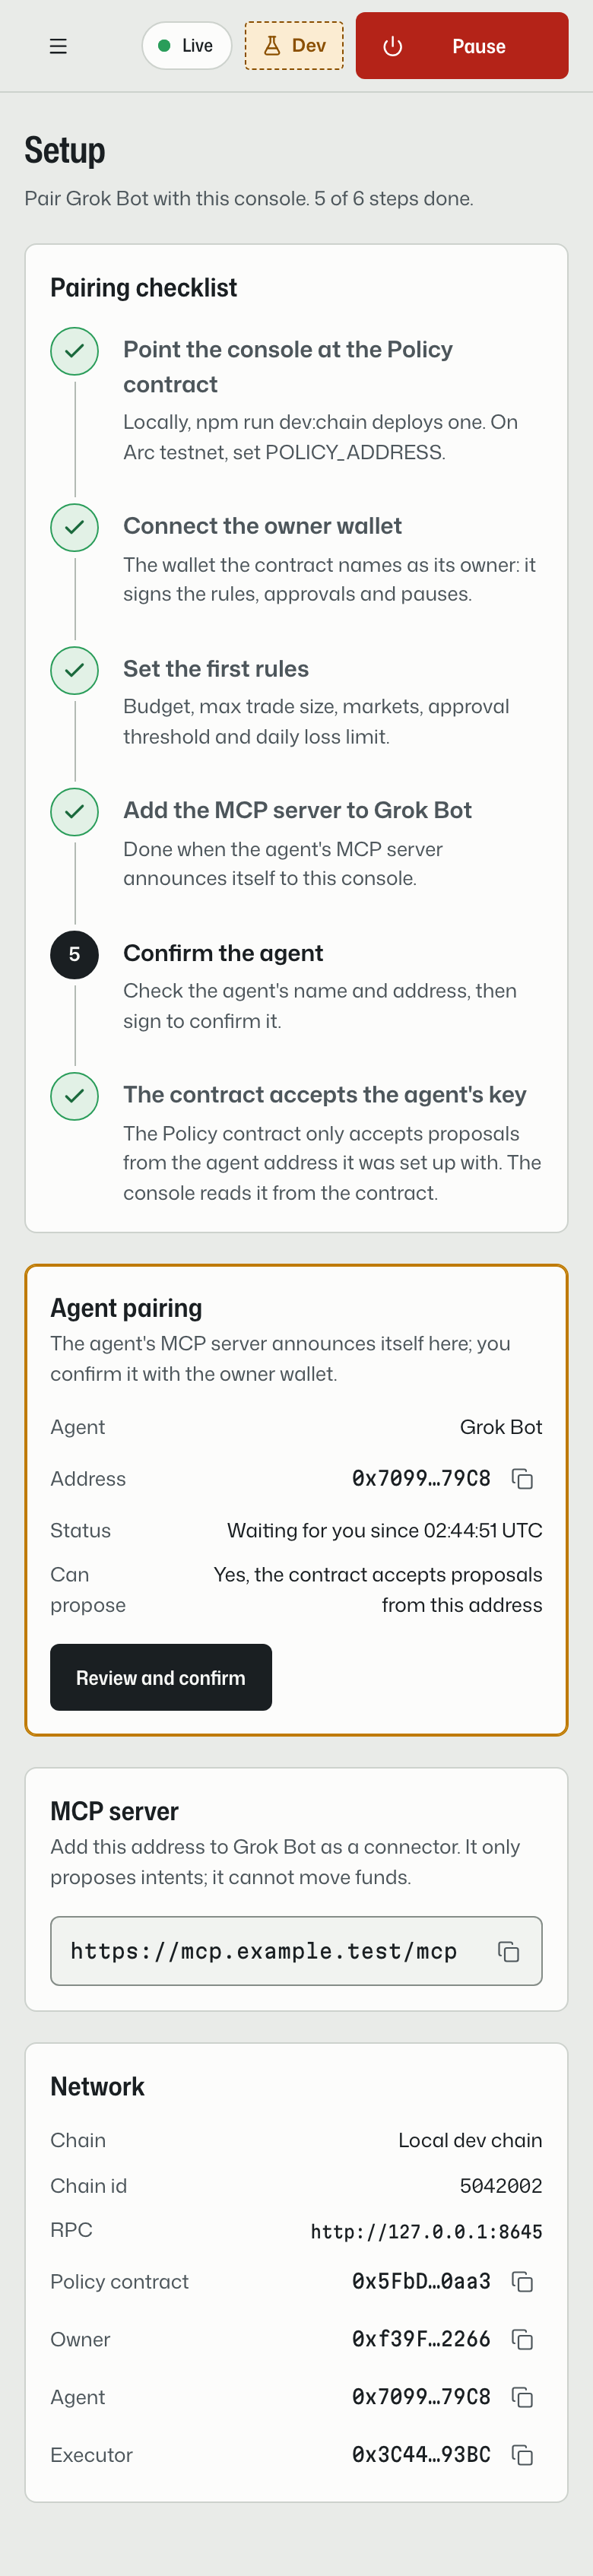 Live
Dev
Pause
Setup
Pair Grok Bot with this console. 5 of 6 steps done.
Pairing checklist
Point the console at the Policy
contract
Locally, npm run dev:chain deploys one. On
Arc testnet, set POLICY_ADDRESS.
Connect the owner wallet
The wallet the contract names as its owner: it
signs the rules, approvals and pauses.
Set the first rules
Budget, max trade size, markets, approval
threshold and daily loss limit.
Add the MCP server to Grok Bot
Done when the agent's MCP server
announces itself to this console.
5
Confirm the agent
Check the agent's name and address, then
sign to confirm it.
The contract accepts the agent's key
The Policy contract only accepts proposals
from the agent address it was set up with. The
console reads it from the contract.
Agent pairing
The agent's MCP server announces itself here; you
confirm it with the owner wallet.
Agent Grok Bot
Address 0x7099…79C8
Status Waiting for you since 02:44:51 UTC
Can Yes, the contract accepts proposals
propose from this address
Review and confirm
MCP server
Add this address to Grok Bot as a connector. It only
proposes intents; it cannot move funds.
https://mcp.example.test/mcp
Network
Chain Local dev chain
Chain id 5042002
RPC http://127.0.0.1:8645
Policy contract 0x5FbD…0aa3
Owner 0xf39F…2266
Agent 0x7099…79C8
Executor 0x3C44…93BC